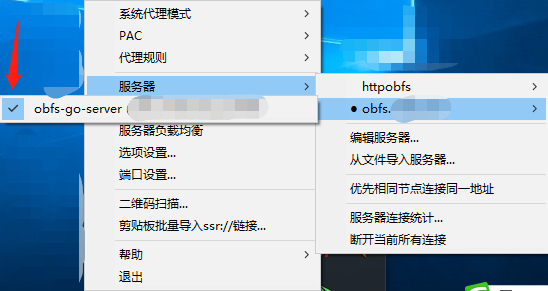 系统代理模式
PAC
代理规则
服务器
obfs-go-server
服务器负载均衡
选项设置...
端口设置...
二维码扫描...
剪贴板批量导入ssr://链接...
帮助
退出
httpobfs
obfs.
编辑服务器...
从文件导入服务器...
优先相同节点连接同一地址
服务器连接统计...
断开当前所有连接